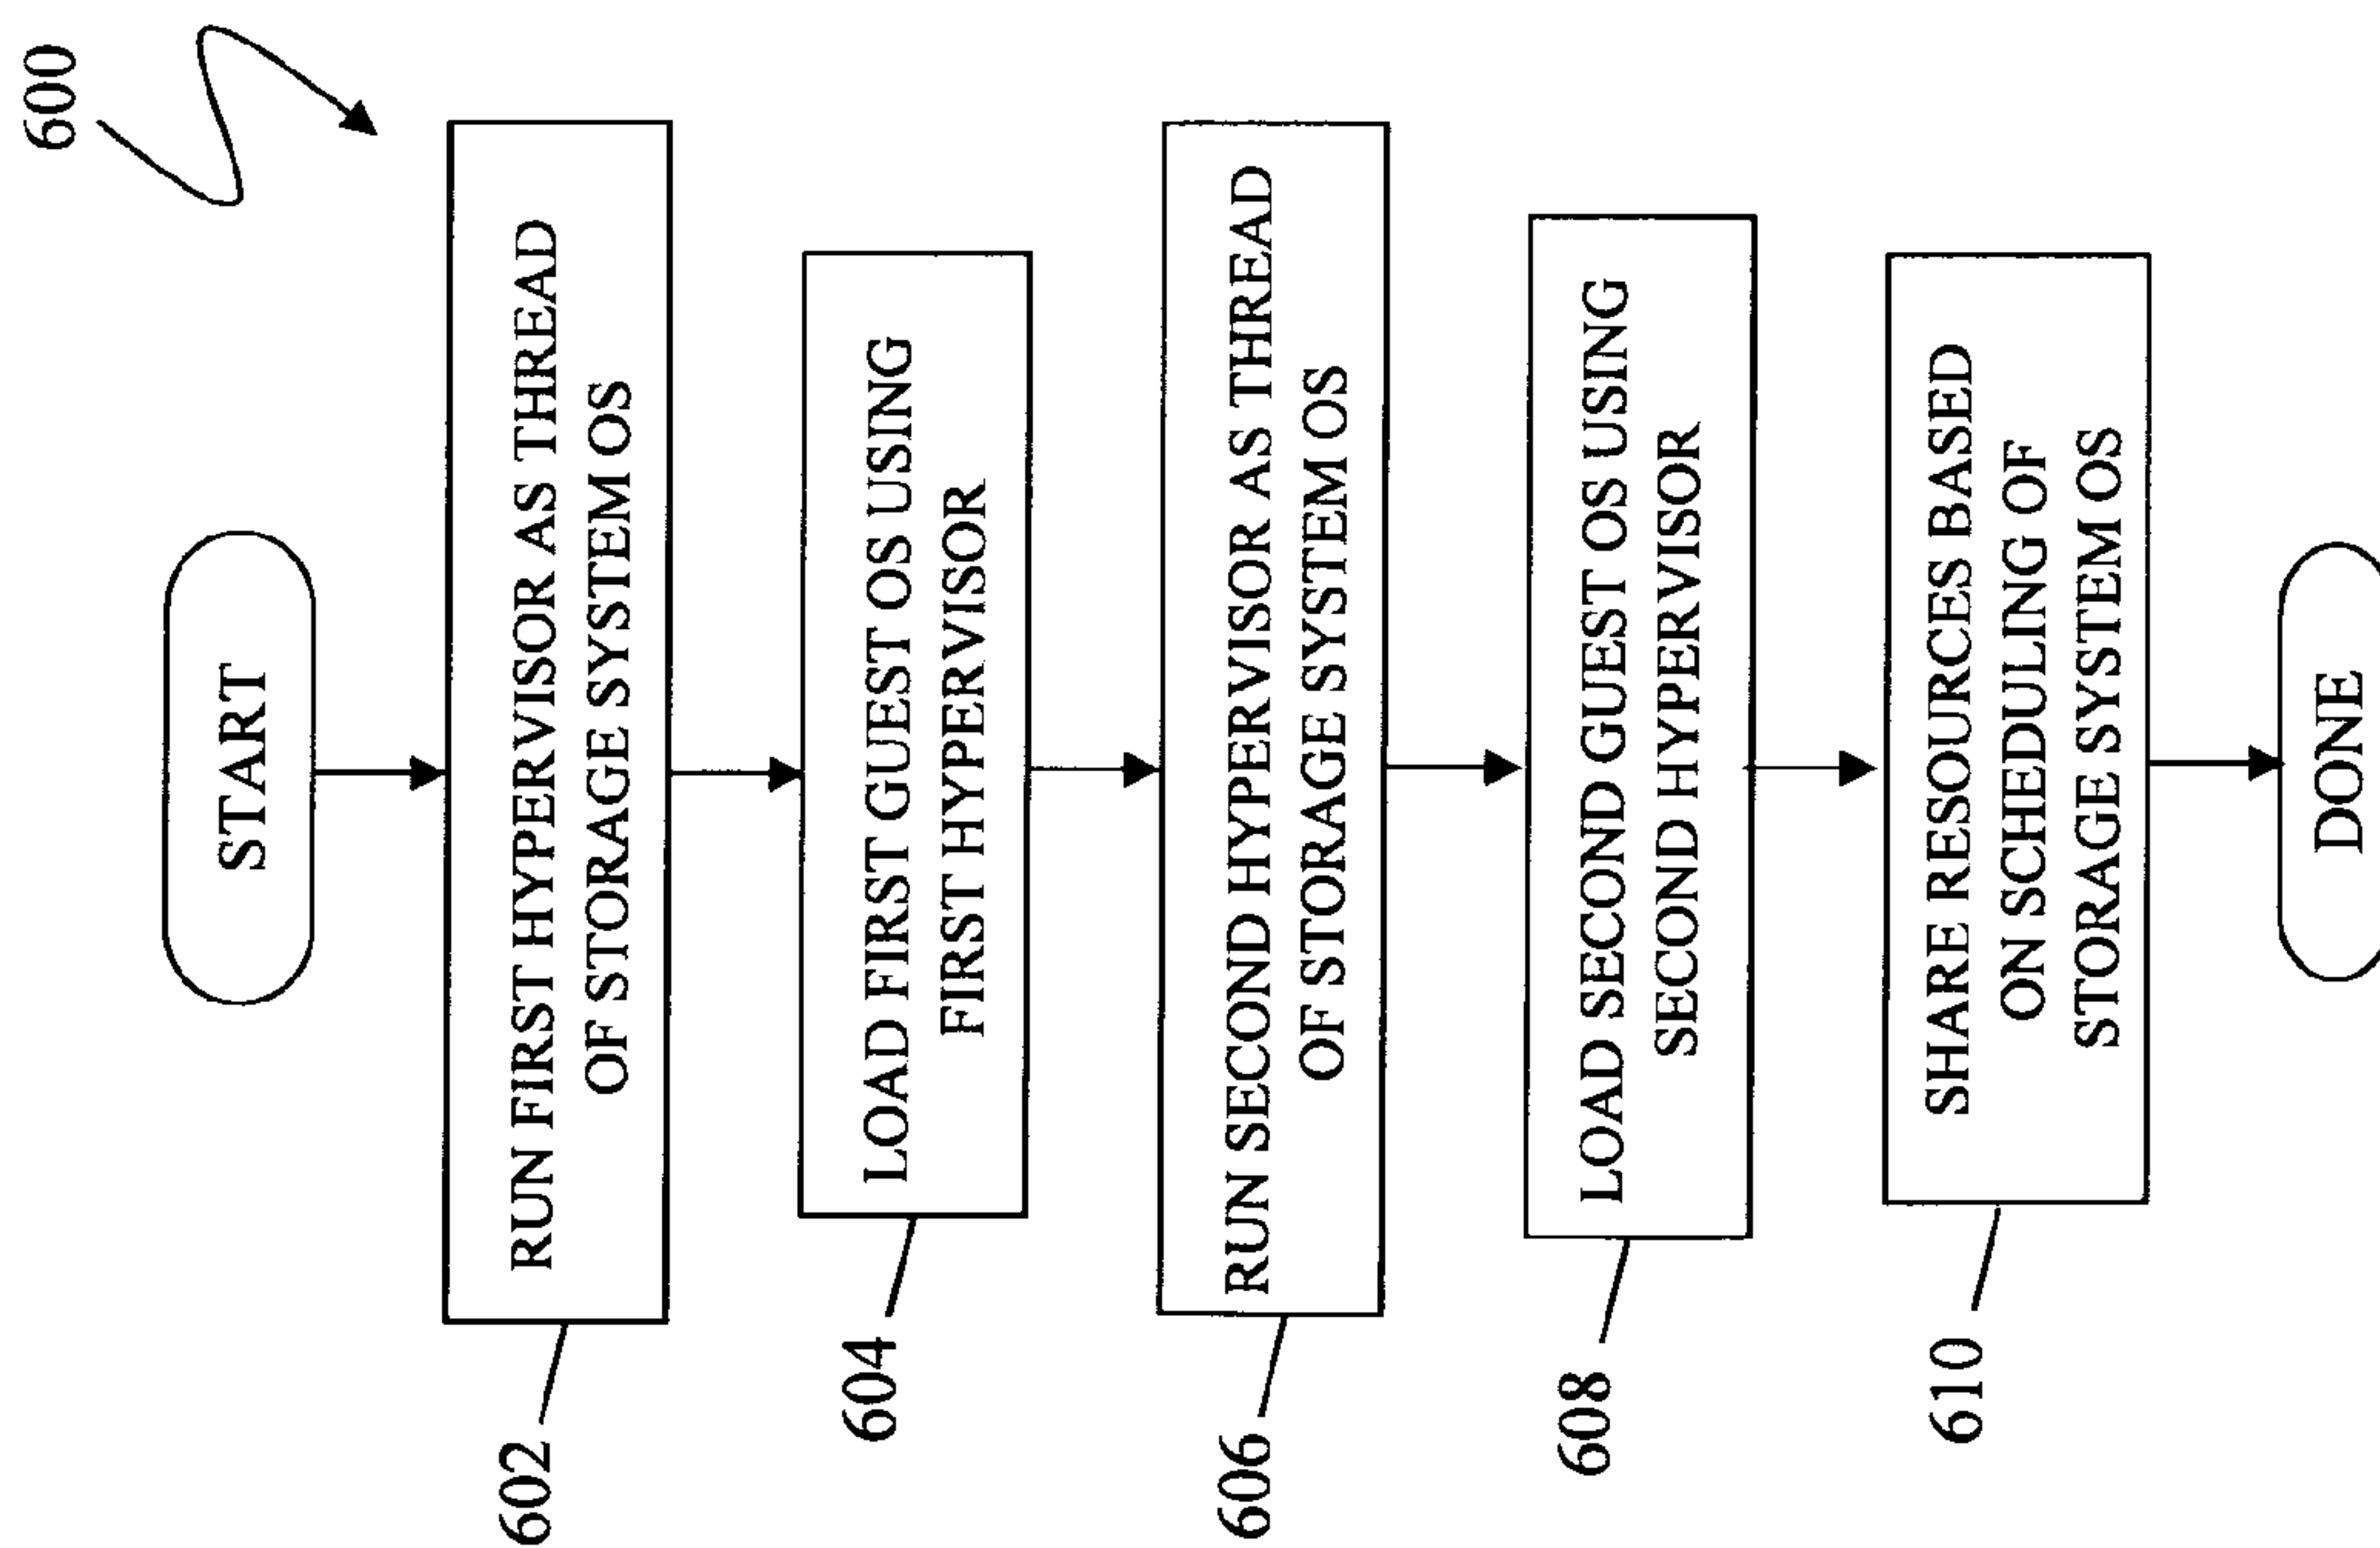 600
START
602
RUN FIRST HYPERVISOR AS THREAD
OF STORAGE SYSTEM OS
604
LOAD FIRST GUEST OS USING
FIRST HYPERVISOR
606
RUN SECOND HYPERVISOR AS THREAD
OF STORAGE SYSTEM OS
608
LOAD SECOND GUEST OS USING
SECOND HYPERVISOR
610
SHARE RESOURCES BASED
ON SCHEDULING OF
STORAGE SYSTEM OS
DONE